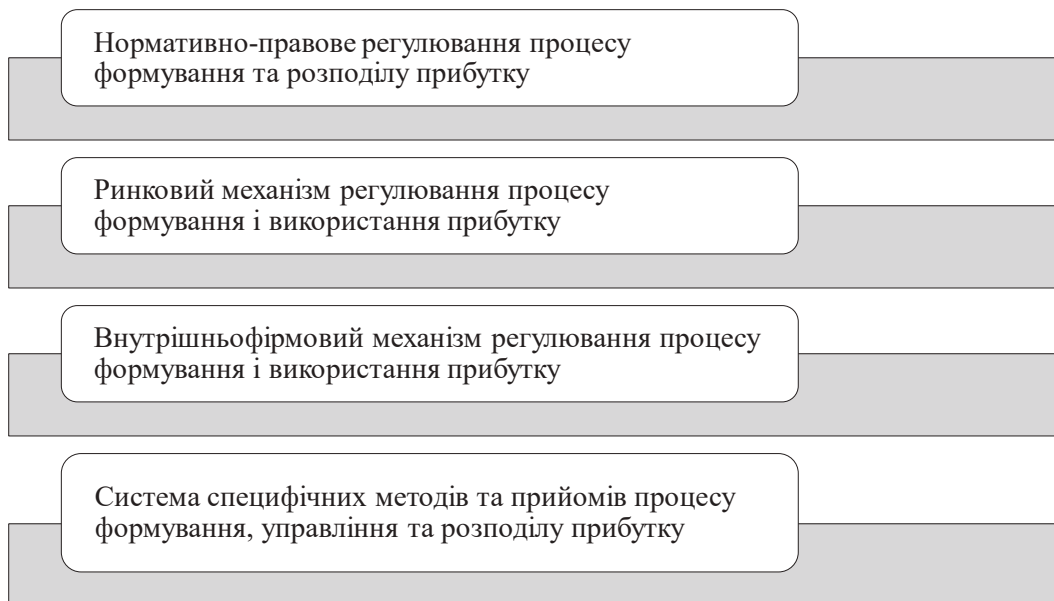 Нормативно-правове регулювання процесу
формування та розподілу прибутку
Ринковий механізм регулювання процесу
формування і використання прибутку
Внутрішньофірмовий механізм регулювання процесу
формування і використання прибутку
Система специфічних методів та прийомів процесу
формування, управління та розподілу прибутку